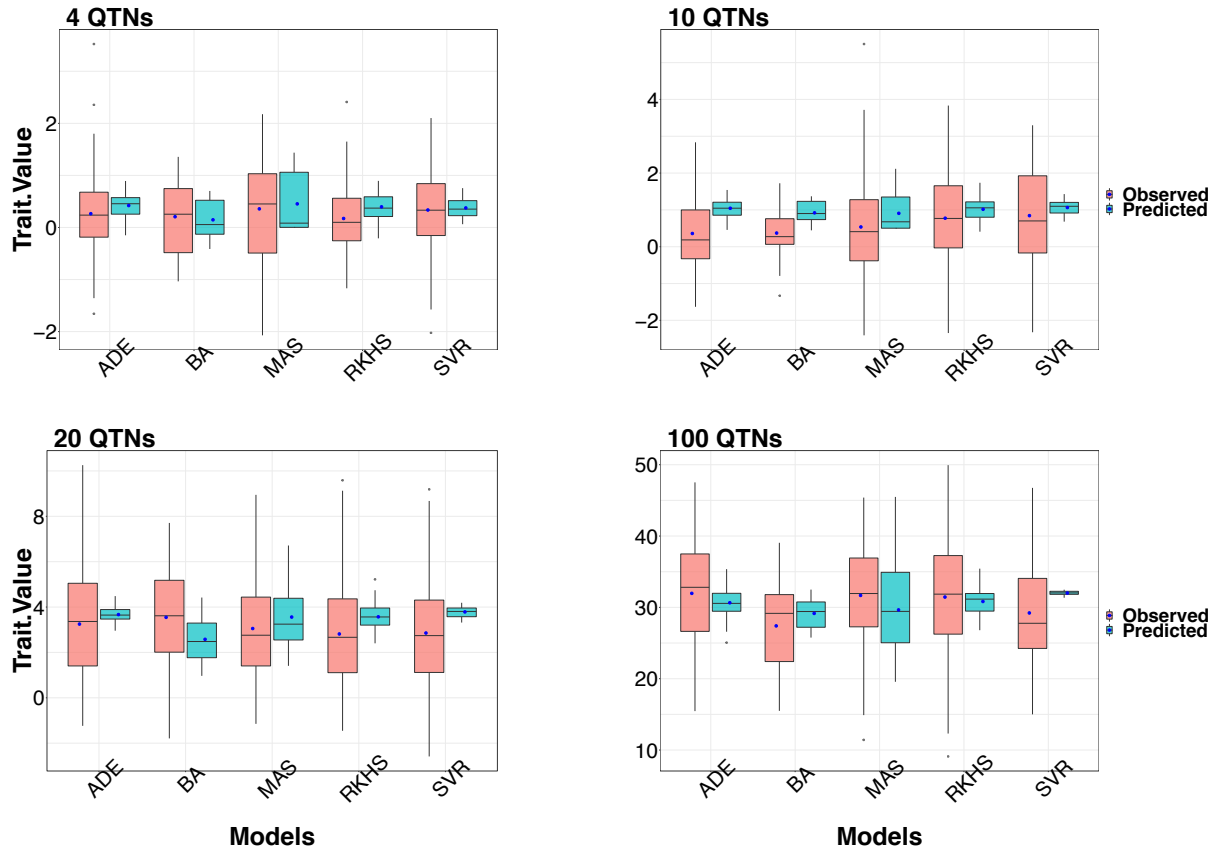 4 QTNs
Trait.Value
2
0
−2
ADE
BA
MAS
RKHS
SVR
10 QTNs
4
2
0
−2
ADE
BA
MAS
RKHS
SVR
Observed
Predicted
20 QTNs
Trait.Value
8
4
0
ADE
BA
MAS
RKHS
SVR
Models
100 QTNs
50
40
30
20
10
ADE
BA
MAS
RKHS
SVR
Models
Observed
Predicted